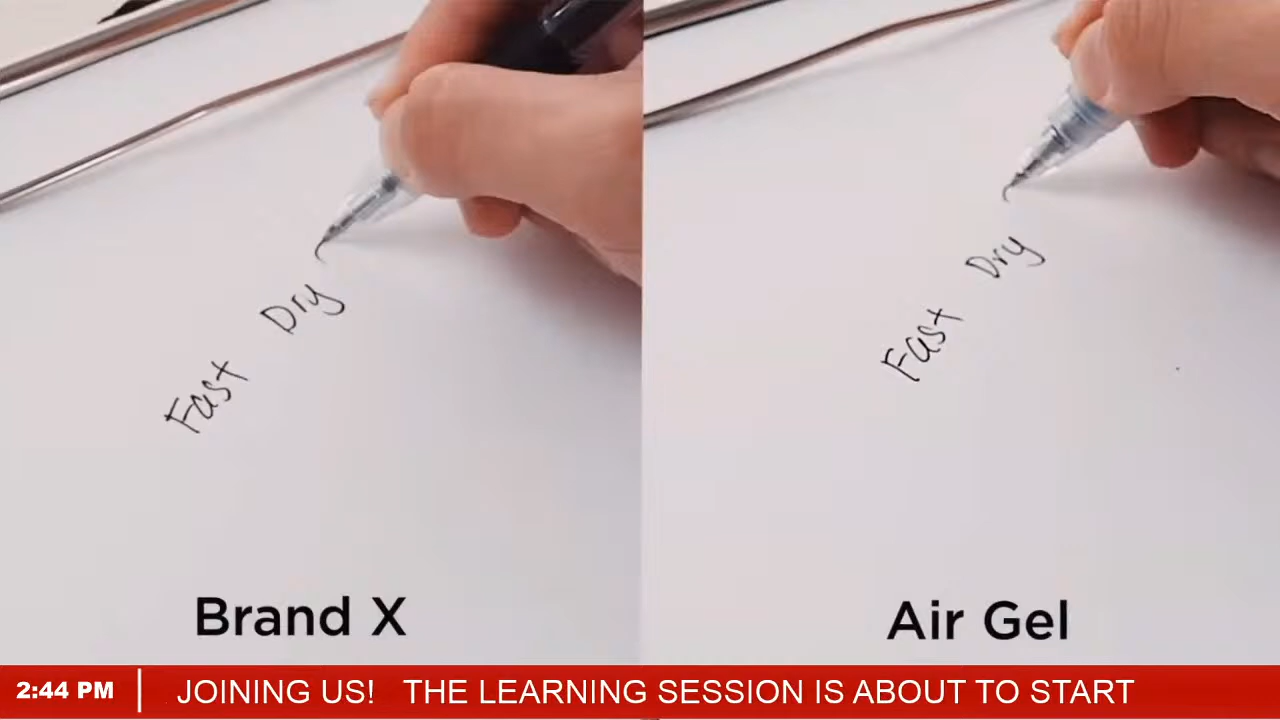 Fast Dry
Fast Dry
Brand X
Air Gel
2:44 PM
JOINING US! THE LEARNING SESSION IS ABOUT TO START